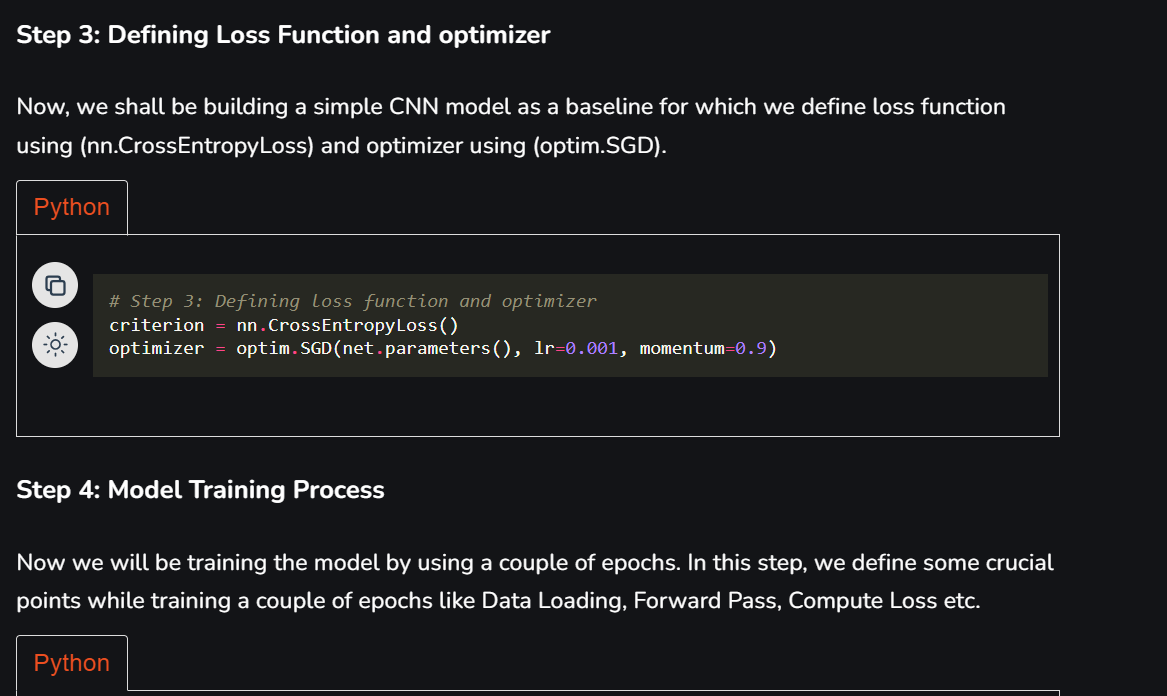 Step 3: Defining Loss Function and optimizer
Now, we shall be building a simple CNN model as a baseline for which we define loss function
using (nn.CrossEntropyLoss) and optimizer using (optim.SGD).
Python
# Step 3: Defining loss function and optimizer
criterion = nn.CrossEntropyLoss()
optimizer = optim.SGD(net.parameters(), lr=0.001, momentum=0.9)
Step 4: Model Training Process
Now we will be training the model by using a couple of epochs. In this step, we define some crucial
points while training a couple of epochs like Data Loading, Forward Pass, Compute Loss etc.
Python